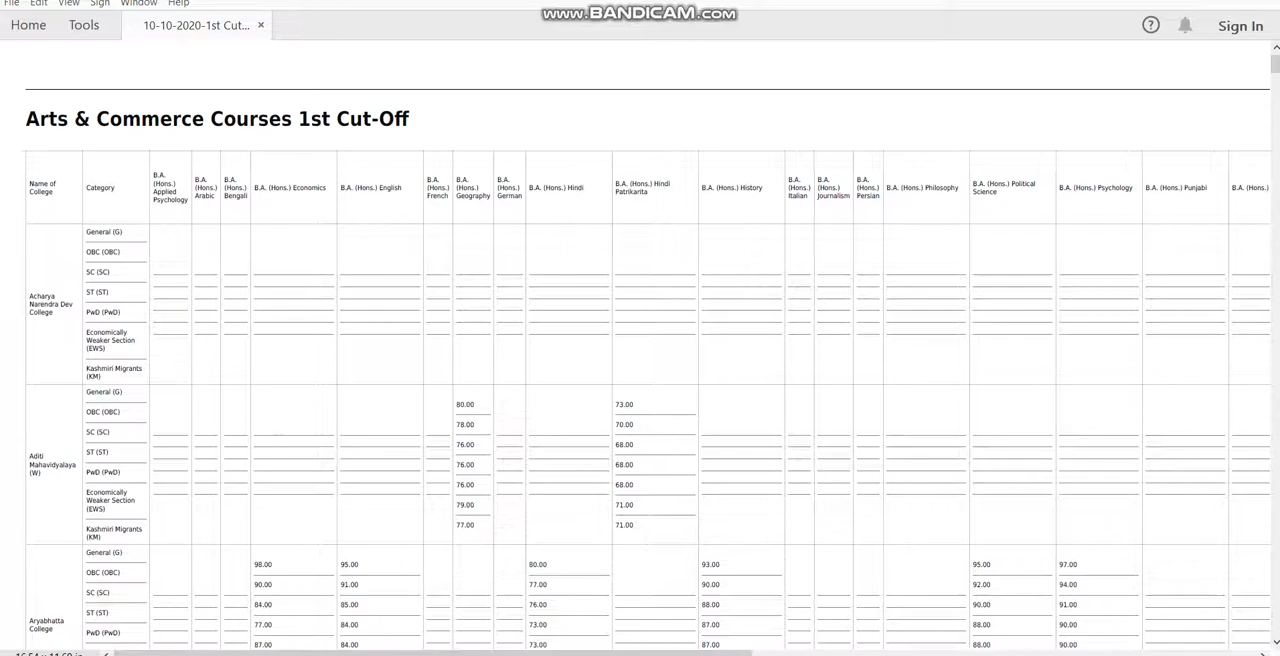 File Edit View Sign Window Help
www.BANDICAM.com
Home Tools 10-10-2020-1st Cut... × ? Sign In
Arts & Commerce Courses 1st Cut-Off
Name of College
Category
B.A. (Hons.) Applied Psychology
B.A. (Hons.) Arabic
B.A. (Hons.) Bengali
B.A. (Hons.) Economics
B.A. (Hons.) English
B.A. (Hons.) French
B.A. (Hons.) Geography
B.A. (Hons.) German
B.A. (Hons.) Hindi
B.A. (Hons.) Hindi Patrikarita
B.A. (Hons.) History
B.A. (Hons.) Italian
B.A. (Hons.) Journalism
B.A. (Hons.) Persian
B.A. (Hons.) Philosophy
B.A. (Hons.) Political Science
B.A. (Hons.) Psychology
B.A. (Hons.) Punjabi
B.A. (Hons.)
Acharya Narendra Dev College
General (G)
OBC (OBC)
SC (SC)
ST (ST)
PwD (PwD)
Economically Weaker Section (EWS)
Kashmiri Migrants (KM)
Aditi Mahavidyalaya (W)
General (G) 80.00 73.00
OBC (OBC) 78.00 70.00
SC (SC) 76.00 68.00
ST (ST) 76.00 68.00
PwD (PwD) 76.00 68.00
Economically Weaker Section (EWS) 79.00 71.00
Kashmiri Migrants (KM) 77.00 71.00
Aryabhatta College
General (G) 98.00 95.00 80.00 93.00 95.00 97.00
OBC (OBC) 90.00 91.00 77.00 90.00 92.00 94.00
SC (SC) 84.00 85.00 76.00 88.00 90.00 91.00
ST (ST) 77.00 84.00 73.00 87.00 88.00 90.00
PwD (PwD) 87.00 84.00 73.00 87.00 88.00 90.00